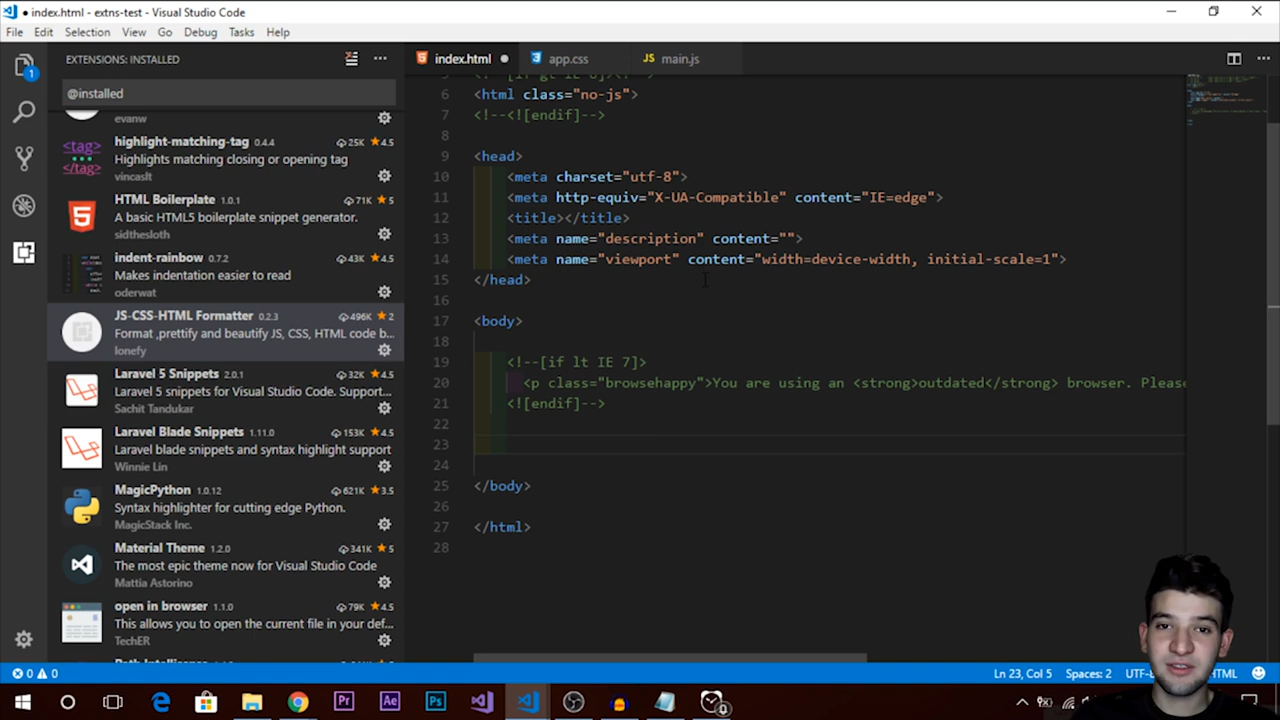 ● index.html - extns-test - Visual Studio Code
File Edit Selection View Go Debug Tasks Help
EXTENSIONS: INSTALLED
@installed
evanw
highlight-matching-tag 0.4.4 25K ★4.5
Highlights matching closing or opening tag
vincaslt
HTML Boilerplate 1.0.1 71K ★5
A basic HTML5 boilerplate snippet generator.
sidthesloth
indent-rainbow 0.7.2 43K ★4.5
Makes indentation easier to read
oderwat
JS-CSS-HTML Formatter 0.2.3 496K ★2
Format ,prettify and beautify JS, CSS, HTML code b...
lonefy
Laravel 5 Snippets 2.0.1 32K ★4.5
Laravel 5 snippets for Visual Studio Code. Support...
Sachit Tandukar
Laravel Blade Snippets 1.11.0 153K ★4.5
Laravel blade snippets and syntax highlight support
Winnie Lin
MagicPython 1.0.12 621K ★3.5
Syntax highlighter for cutting edge Python.
MagicStack Inc.
Material Theme 1.2.0 341K ★5
The most epic theme now for Visual Studio Code
Mattia Astorino
open in browser 1.1.0 79K ★4.5
This allows you to open the current file in your def...
TechER
index.html ● app.css JS main.js
6 <html class="no-js">
7 <!--<![endif]-->
8
9 <head>
10 <meta charset="utf-8">
11 <meta http-equiv="X-UA-Compatible" content="IE=edge">
12 <title></title>
13 <meta name="description" content="">
14 <meta name="viewport" content="width=device-width, initial-scale=1">
15 </head>
16
17 <body>
18
19 <!--[if lt IE 7]>
20 <p class="browsehappy">You are using an <strong>outdated</strong> browser. Please
21 <![endif]-->
22
23
24
25 </body>
26
27 </html>
28
0 0 Ln 23, Col 5 Spaces: 2 HTML